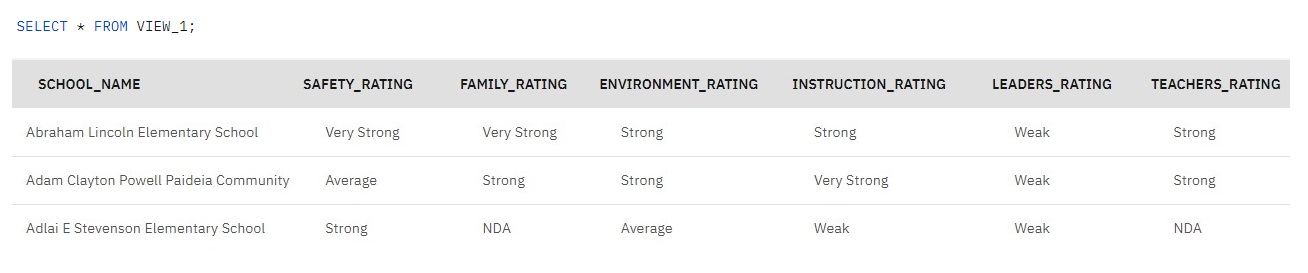 SELECT * FROM VIEW_1;
SCHOOL_NAME SAFETY_RATING FAMILY_RATING ENVIRONMENT_RATING INSTRUCTION_RATING LEADERS_RATING TEACHERS_RATING
Abraham Lincoln Elementary School Very Strong Very Strong Strong Strong Weak Strong
Adam Clayton Powell Paideia Community Average Strong Strong Very Strong Weak Strong
Adlai E Stevenson Elementary School Strong NDA Average Weak Weak NDA